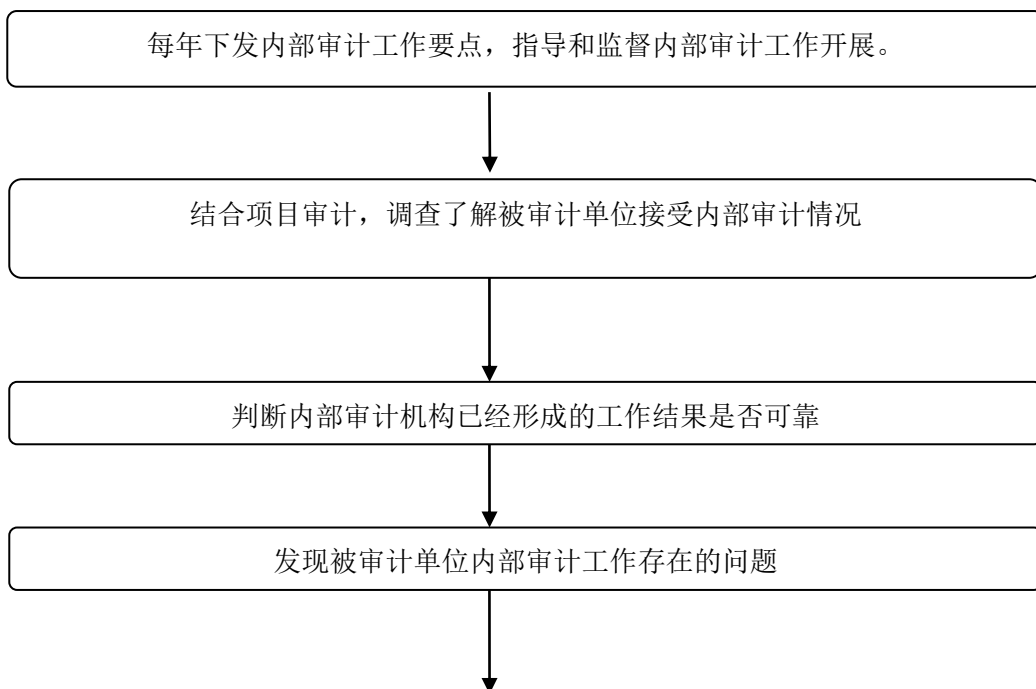 每年下发内部审计工作要点，指导和监督内部审计工作开展。
结合项目审计，调查了解被审计单位接受内部审计情况
判断内部审计机构已经形成的工作结果是否可靠
发现被审计单位内部审计工作存在的问题